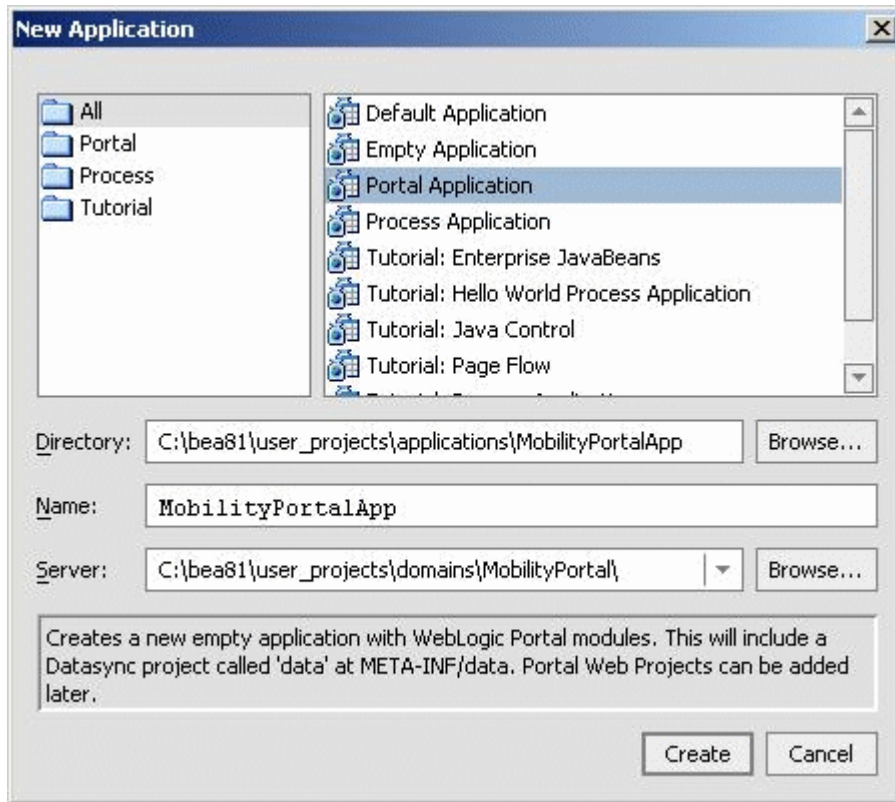 New Application
All
Portal
Process
Tutorial
Default Application
Empty Application
Portal Application
Process Application
Tutorial: Enterprise JavaBeans
Tutorial: Hello World Process Application
Tutorial: Java Control
Tutorial: Page Flow
Directory: C:\bea81\user_projects\applications\MobilityPortalApp Browse...
Name: MobilityPortalApp
Server: C:\bea81\user_projects\domains\MobilityPortal\ Browse...
Creates a new empty application with WebLogic Portal modules. This will include a
Datasync project called 'data' at META-INF/data. Portal Web Projects can be added
later.
Create Cancel